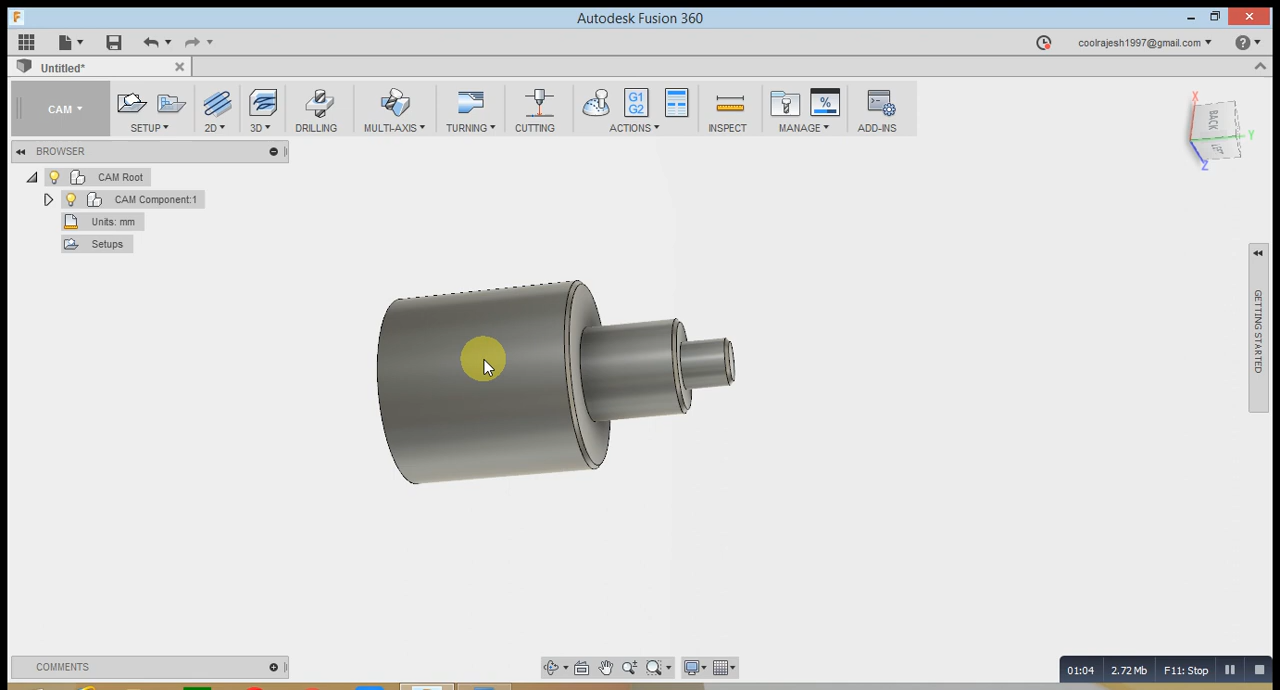 F
Autodesk Fusion 360
coolrajesh1997@gmail.com
?
Untitled*
CAM
G1
G2
%
SETUP
2D
3D
DRILLING
MULTI-AXIS
TURNING
CUTTING
ACTIONS
INSPECT
MANAGE
ADD-INS
BROWSER
CAM Root
CAM Component:1
Units: mm
Setups
X
BACK
Y
LEFT
Z
GETTING STARTED
COMMENTS
01:04
2.72 Mb
F11: Stop